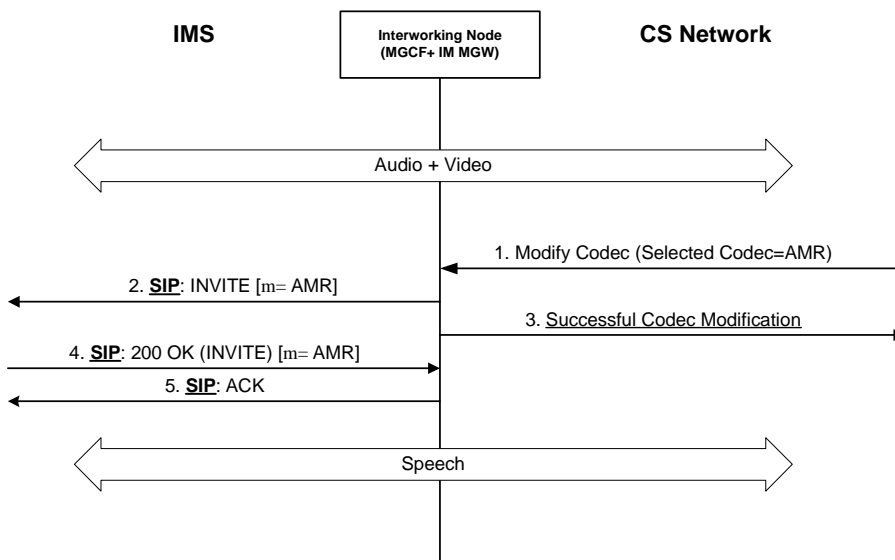 IMS
Interworking Node
(MGCF+ IM MGW)
CS Network
Audio + Video
1. Modify Codec (Selected Codec=AMR)
2. SIP: INVITE [m= AMR]
3. Successful Codec Modification
4. SIP: 200 OK (INVITE) [m= AMR]
5. SIP: ACK
Speech